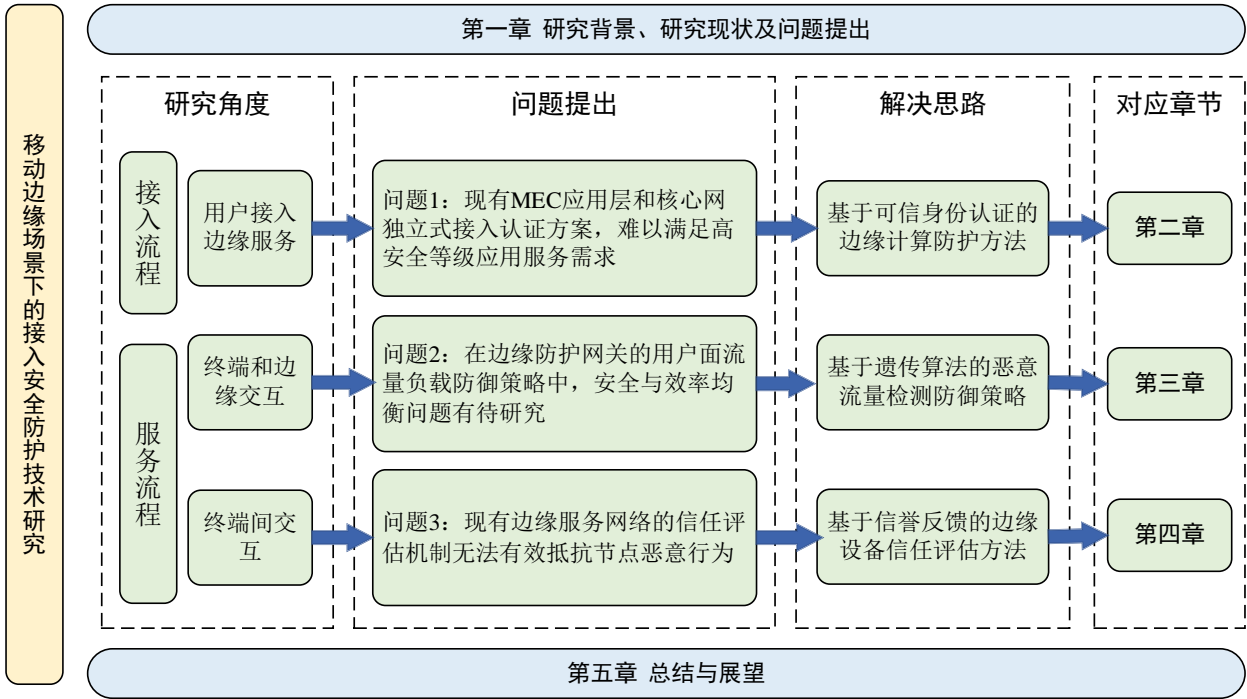 移动边缘场景下的接入安全防护技术研究
第一章 研究背景、研究现状及问题提出
研究角度
问题提出
解决思路
对应章节
接入流程
用户接入
边缘服务
问题1：现有MEC应用层和核心网
独立式接入认证方案，难以满足高
安全等级应用服务需求
基于可信身份认证的
边缘计算防护方法
第二章
服务流程
终端和边
缘交互
问题2：在边缘防护网关的用户面流
量负载防御策略中，安全与效率均
衡问题有待研究
基于遗传算法的恶意
流量检测防御策略
第三章
终端间交
互
问题3：现有边缘服务网络的信任评
估机制无法有效抵抗节点恶意行为
基于信誉反馈的边缘
设备信任评估方法
第四章
第五章 总结与展望